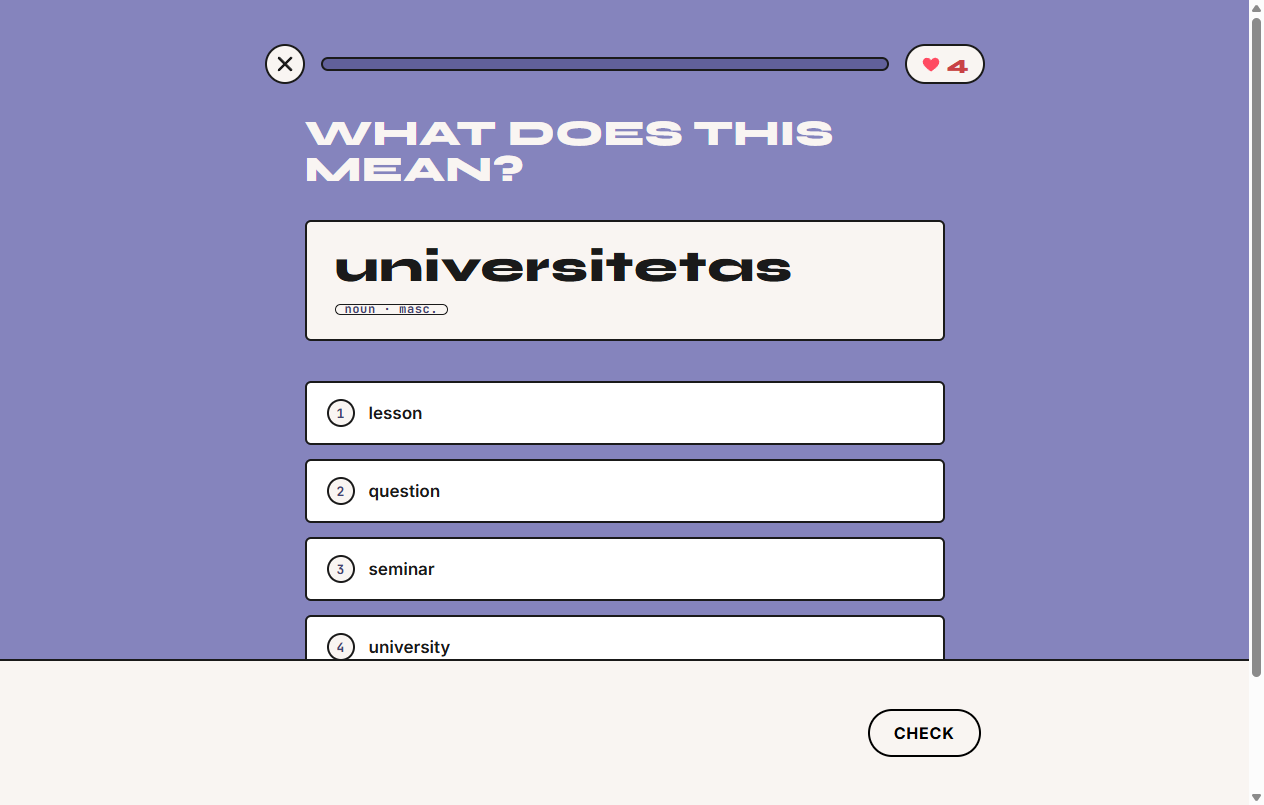 4
WHAT DOES THIS
MEAN?
universitetas
noun · masc.
1 lesson
2 question
3 seminar
4 university
CHECK